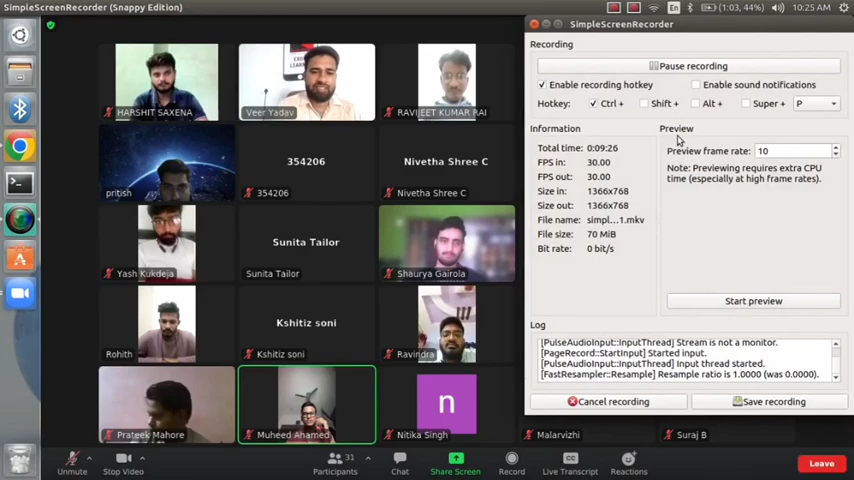 SimpleScreenRecorder (Snappy Edition)
En
(1:03, 44%)
10:25 AM
SimpleScreenRecorder
Recording
Pause recording
Enable recording hotkey
Enable sound notifications
Hotkey:
Ctrl +
Shift +
Alt +
Super +
P
Information
Preview
Total time: 0:09:26
FPS in: 30.00
FPS out: 30.00
Size in: 1366x768
Size out: 1366x768
File name: simpl...1.mkv
File size: 70 MiB
Bit rate: 0 bit/s
Preview frame rate: 10
Note: Previewing requires extra CPU
time (especially at high frame rates).
Start preview
Log
[PulseAudioInput::InputThread] Stream is not a monitor.
[PageRecord::StartInput] Started input.
[PulseAudioInput::InputThread] Input thread started.
[FastResampler::Resample] Resample ratio is 1.0000 (was 0.0000).
Cancel recording
Save recording
HARSHIT SAXENA
Veer Yadav
RAVIJEET KUMAR RAI
pritish
354206
354206
Nivetha Shree C
Nivetha Shree C
Yash Kukdeja
Sunita Tailor
Sunita Tailor
Shaurya Gairola
Rohith
Kshitiz soni
Kshitiz soni
Ravindra
Prateek Mahore
Muheed Ahamed
n
Nitika Singh
Malarvizhi
Suraj B
Unmute
Stop Video
31
Participants
Chat
Share Screen
Record
CC
Live Transcript
Reactions
Leave